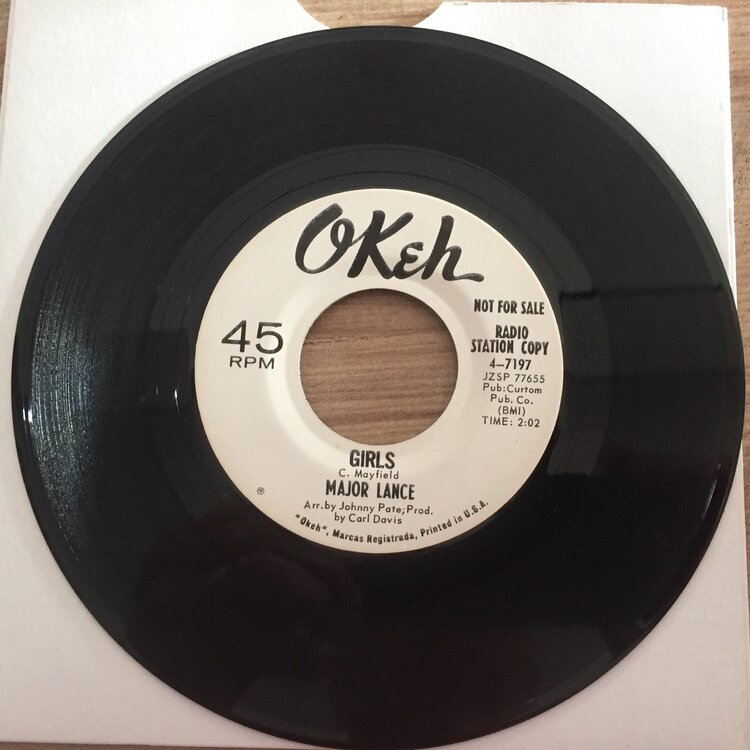 OKeh
45
RPM
NOT FOR SALE
RADIO
STATION COPY
4-7197
JZSP 77655
Pub:Curtom
Pub. Co.
(BMI)
TIME: 2:02
GIRLS
C. Mayfield
MAJOR LANCE
Arr.by Johnny Pate;Prod.
by Carl Davis
"Okeh", Marcas Registrada, Printed in U.S.A.